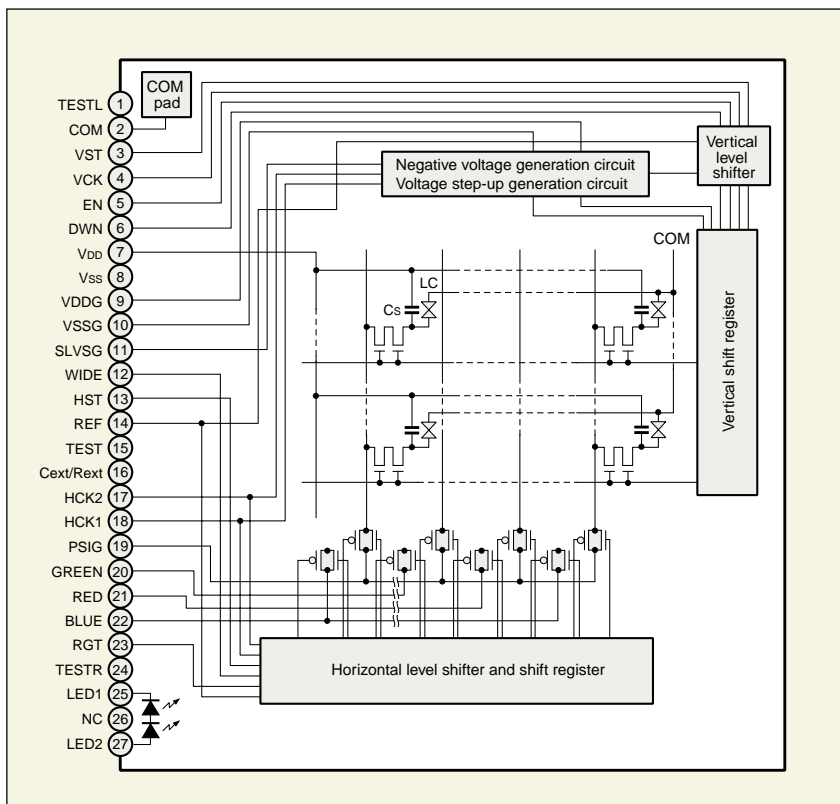 COM
pad
TESTL 1
COM 2
VST 3
VCK 4
EN 5
DWN 6
VDD 7
VSS 8
VDDG 9
VSSG 10
SLVSG 11
WIDE 12
HST 13
REF 14
TEST 15
Cext/Rext 16
HCK2 17
HCK1 18
PSIG 19
GREEN 20
RED 21
BLUE 22
RGT 23
TESTR 24
LED1 25
NC 26
LED2 27
Negative voltage generation circuit
Voltage step-up generation circuit
Vertical
level
shifter
COM
LC
Cs
Vertical shift register
Horizontal level shifter and shift register